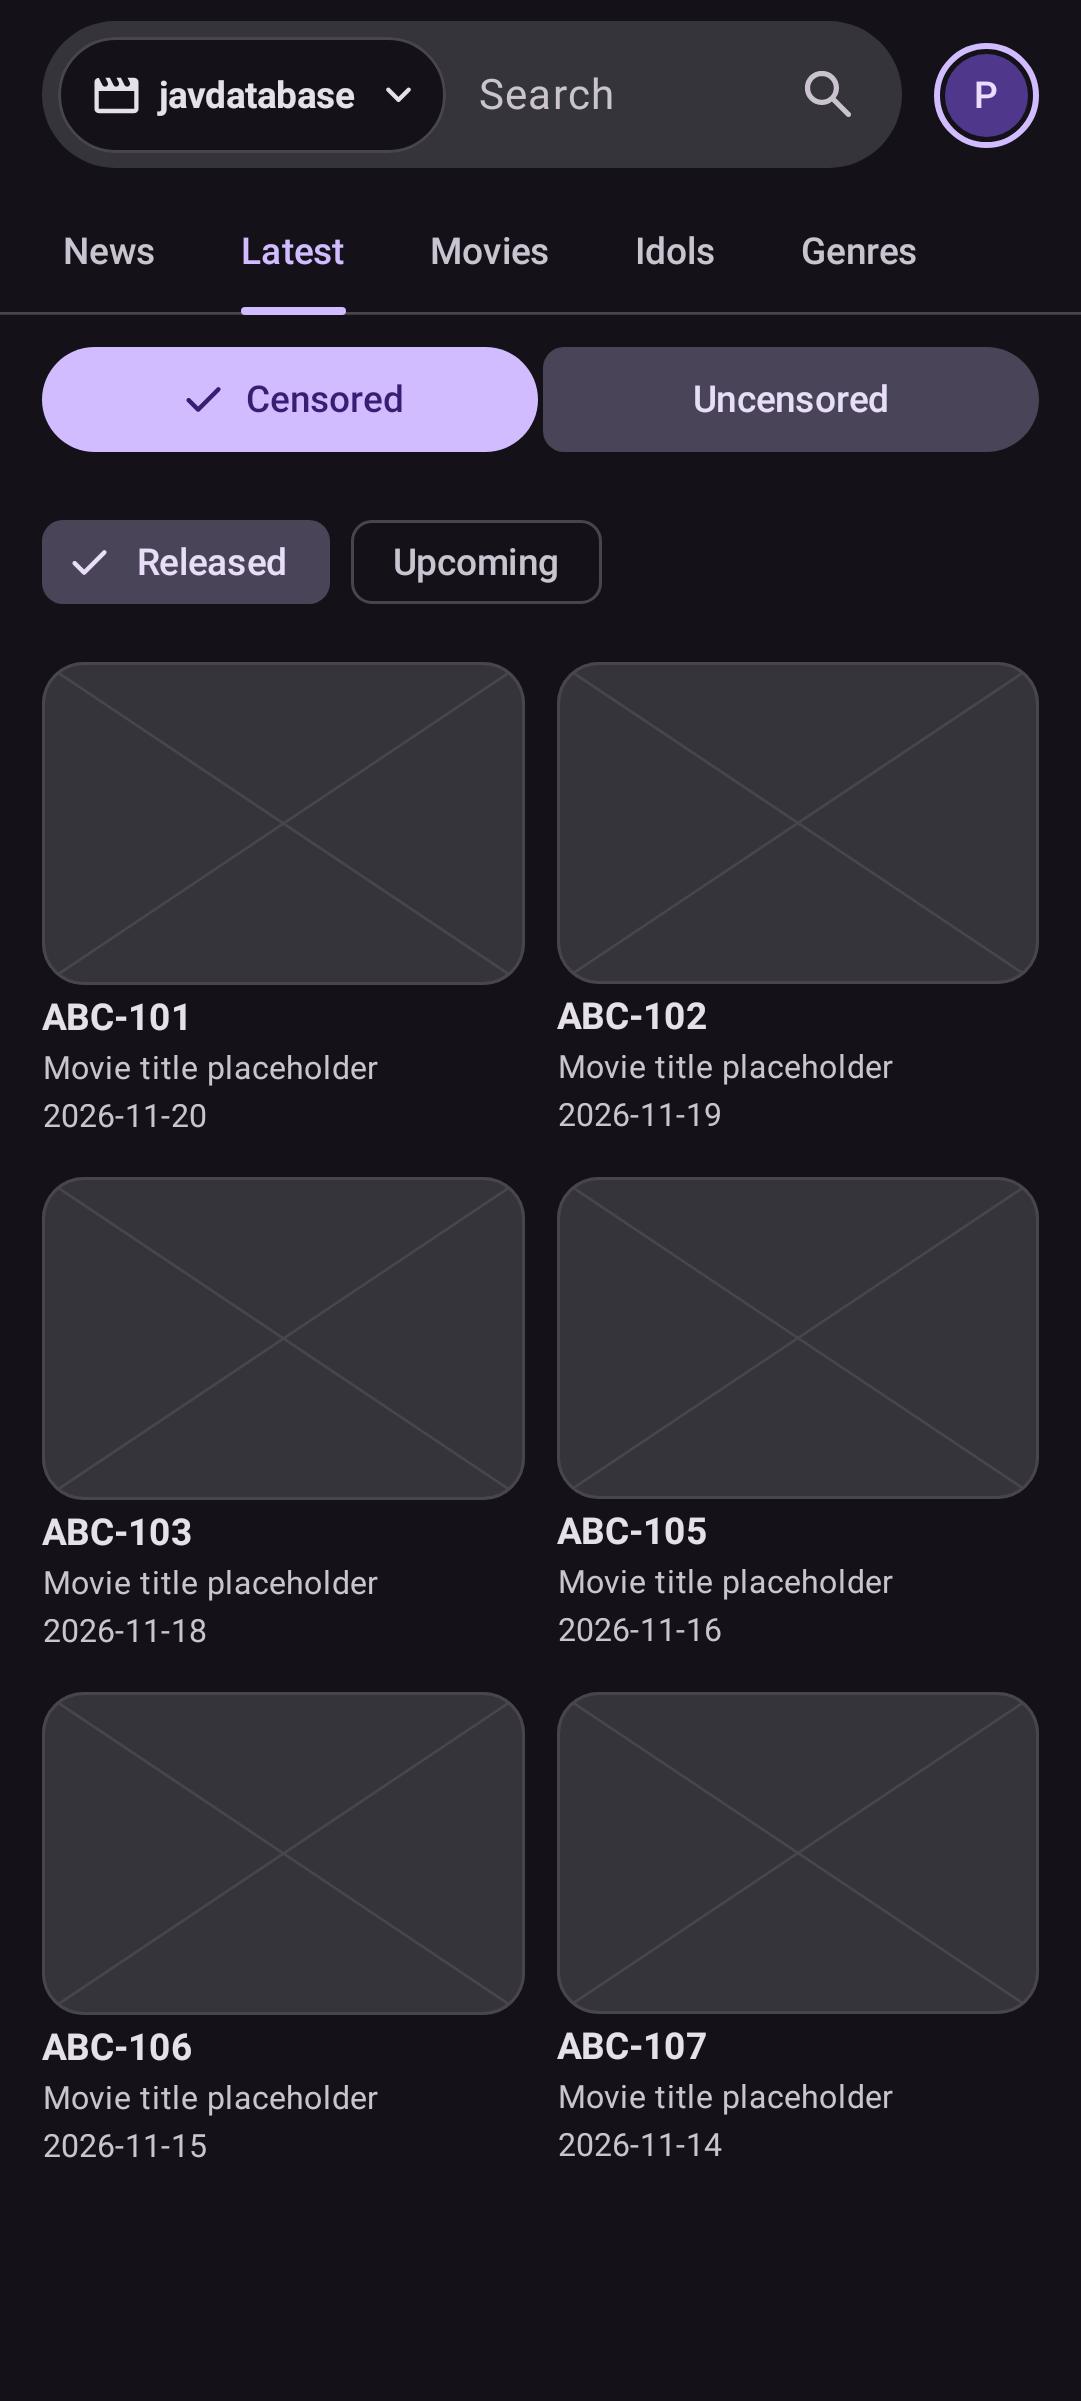 javdatabase
Search
P
News Latest Movies Idols Genres
Censored Uncensored
Released Upcoming
ABC-101
Movie title placeholder
2026-11-20
ABC-102
Movie title placeholder
2026-11-19
ABC-103
Movie title placeholder
2026-11-18
ABC-105
Movie title placeholder
2026-11-16
ABC-106
Movie title placeholder
2026-11-15
ABC-107
Movie title placeholder
2026-11-14